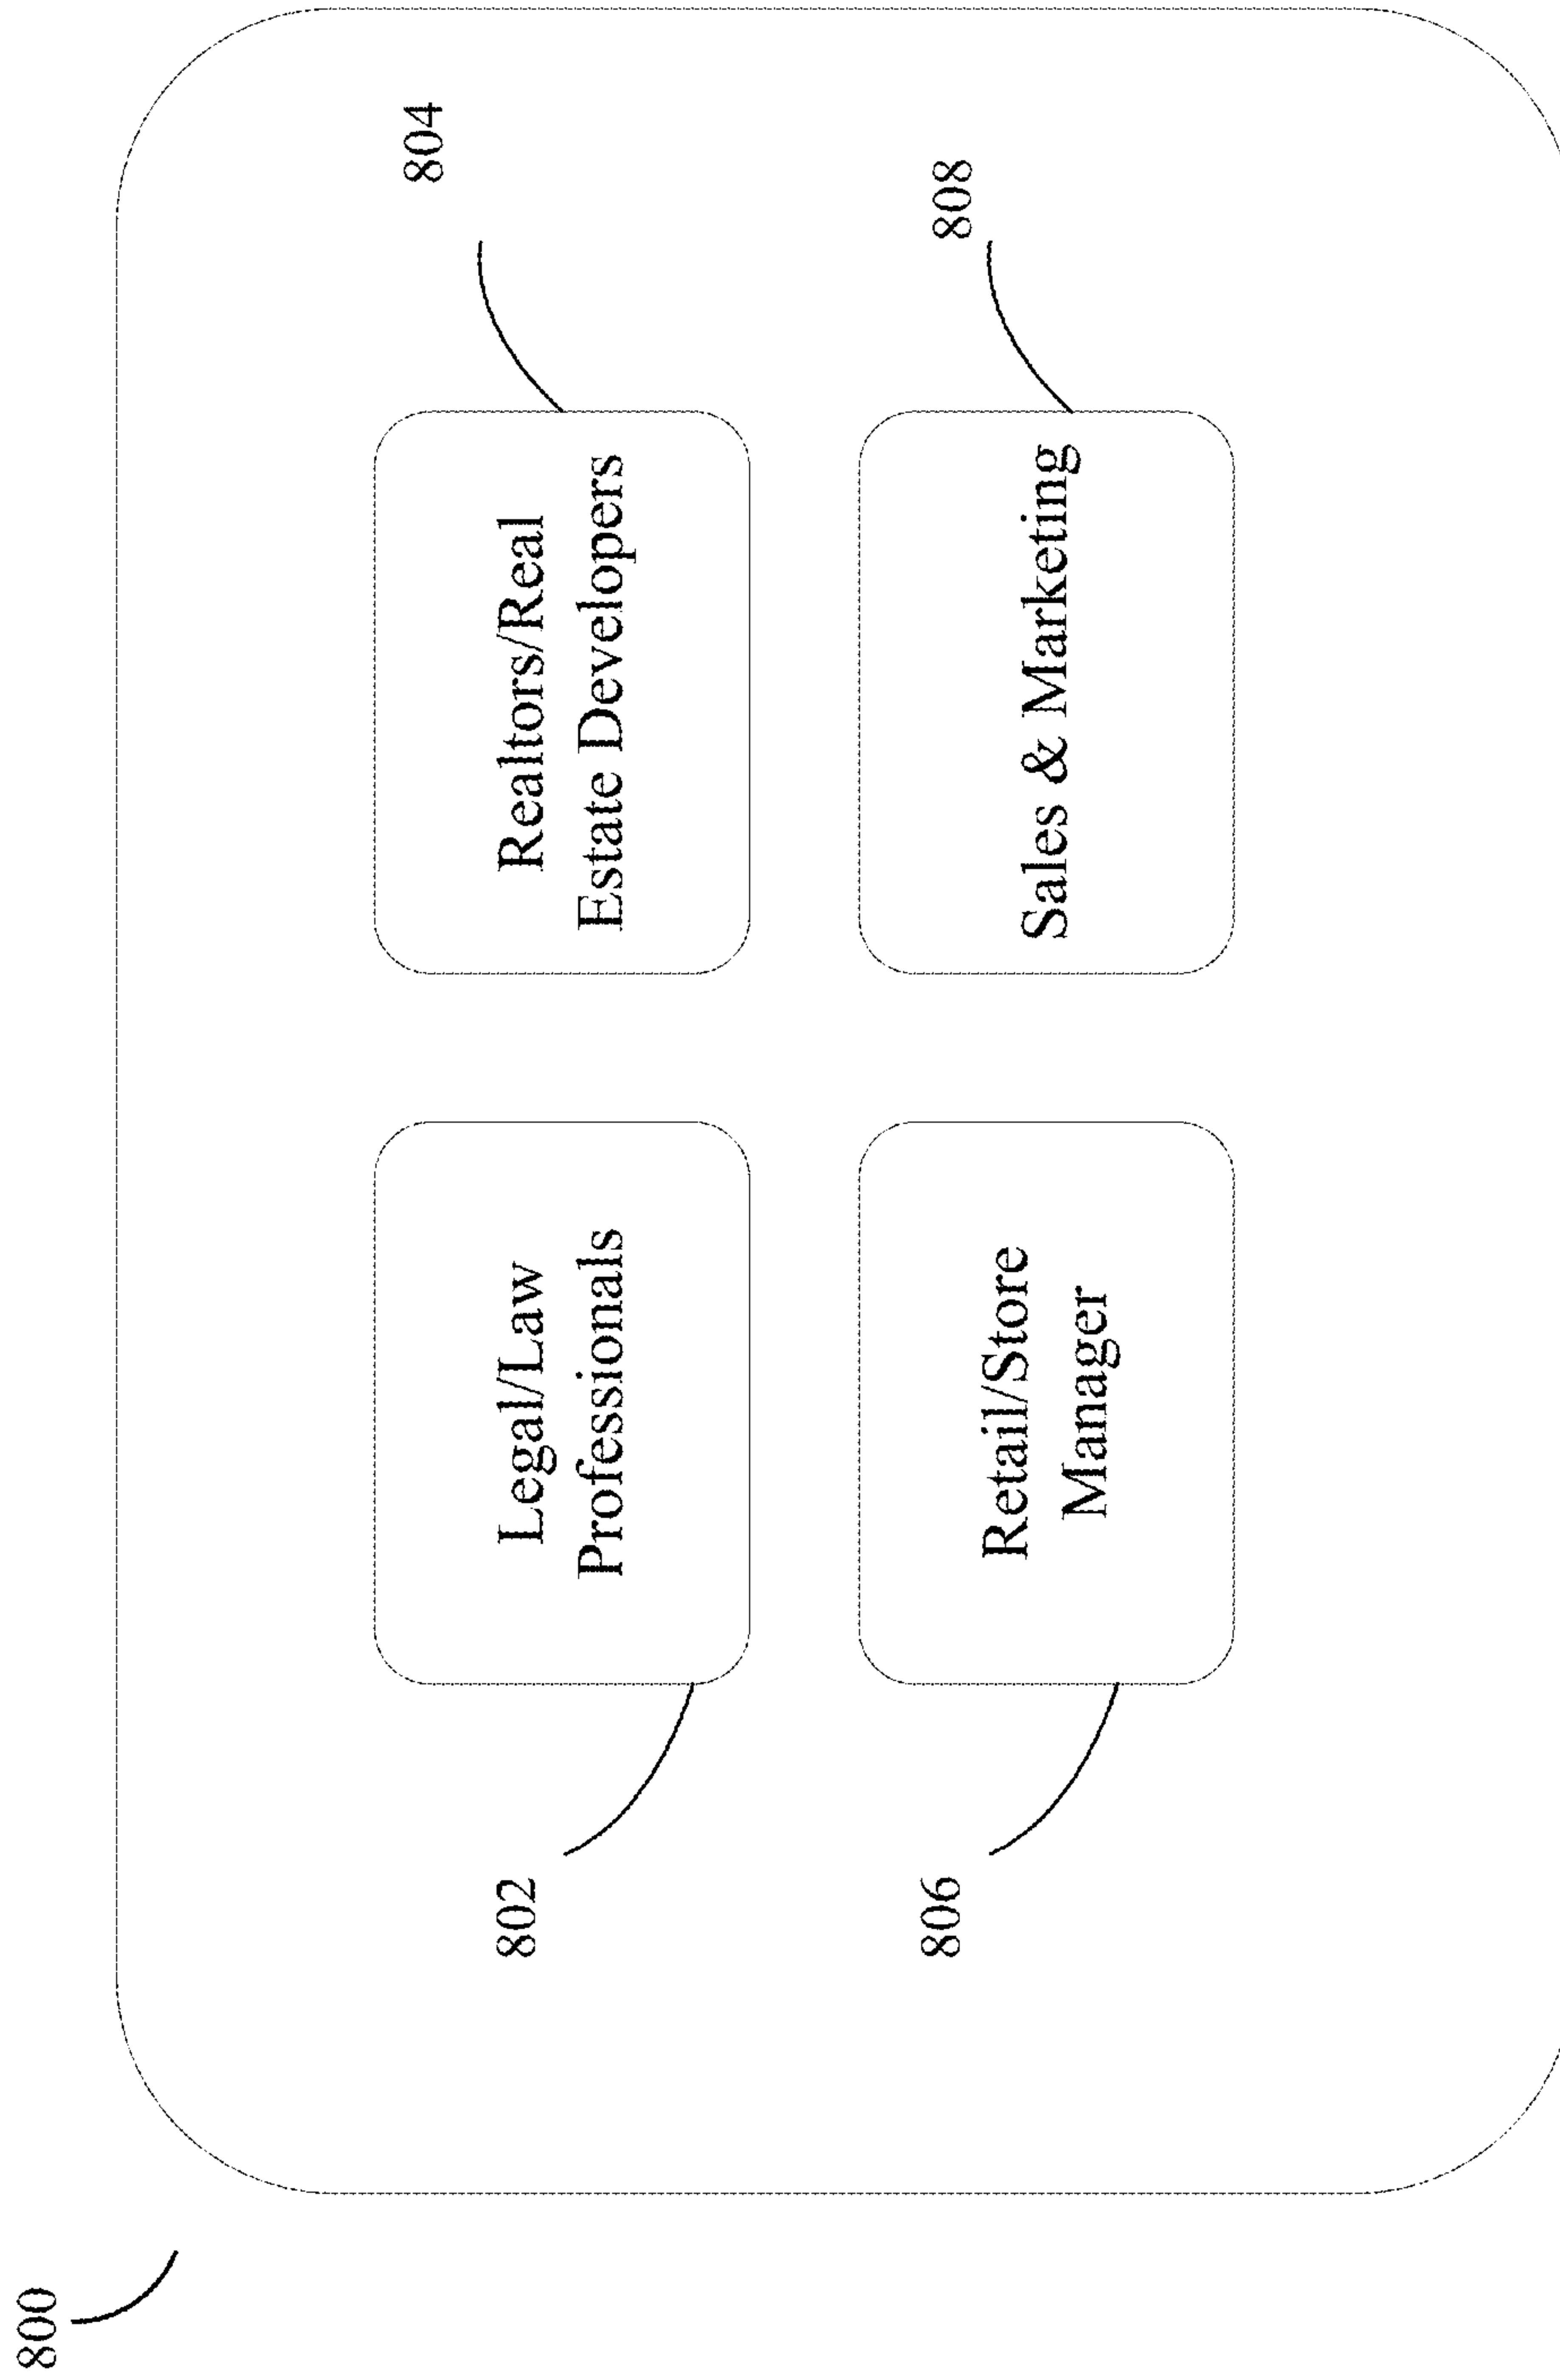 800
804
Realtors/Real
Estate Developers
802
Legal/Law
Professionals
808
Sales & Marketing
806
Retail/Store
Manager